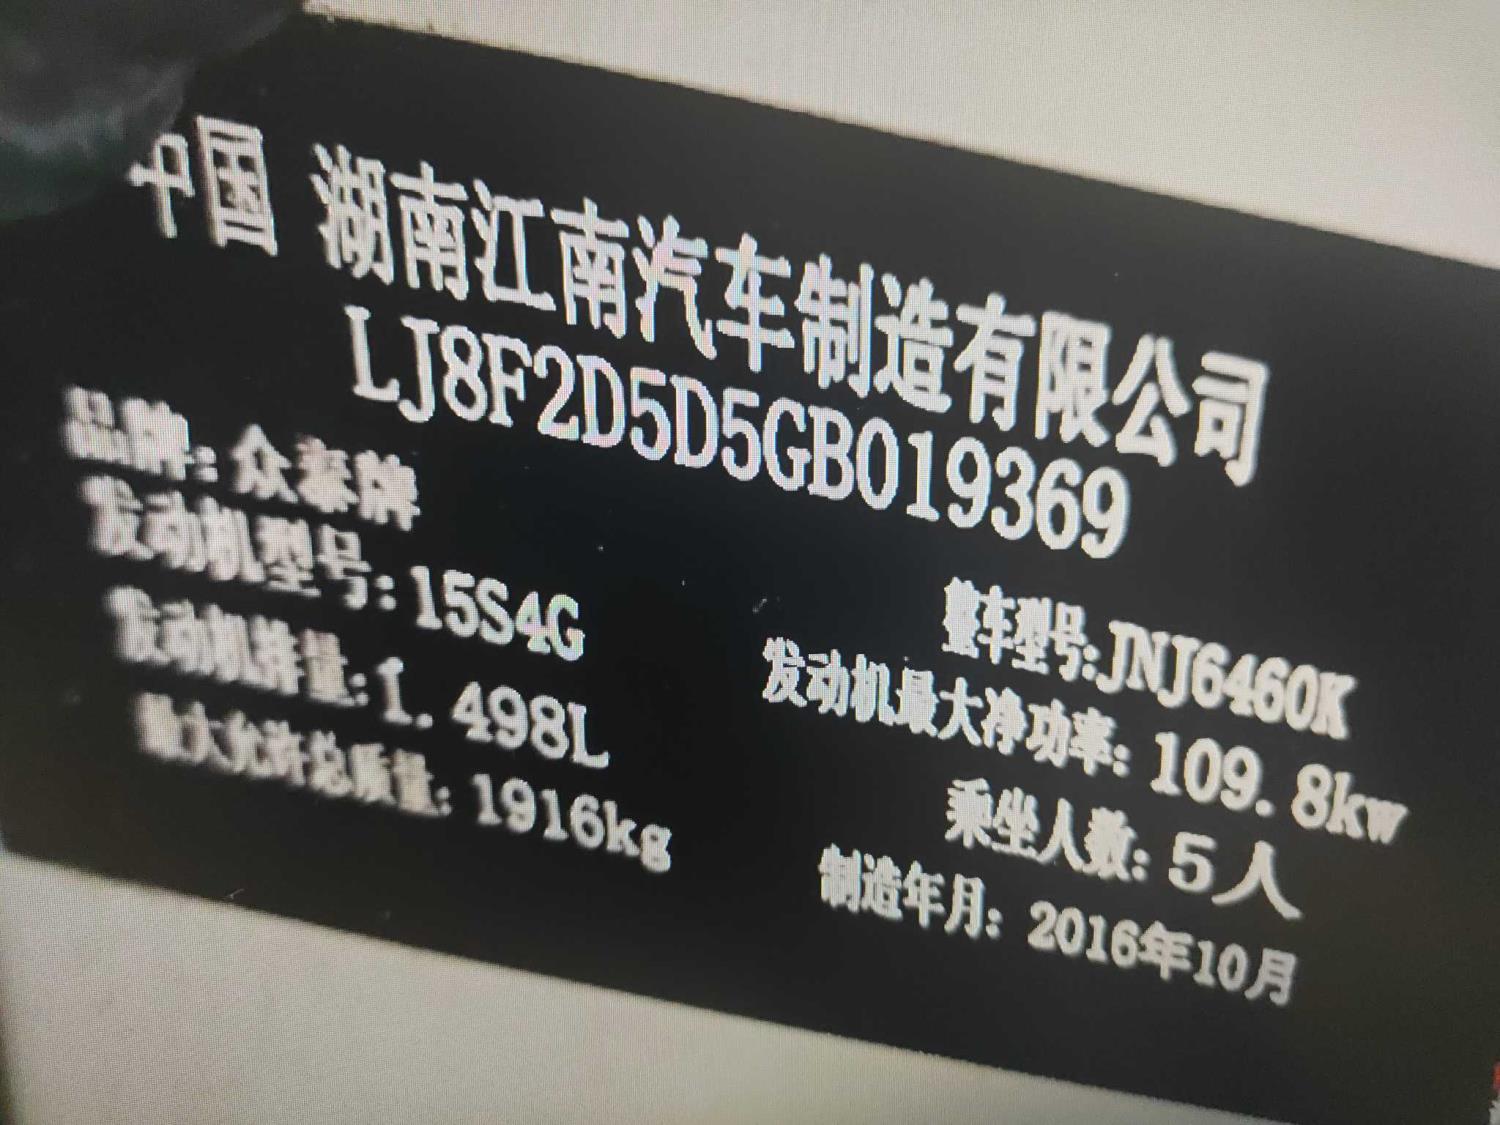 中国 湖南江南汽车制造有限公司
LJ8F2D5D5GB019369
品牌:众泰牌
整车型号:JNJ6460K
发动机型号:15S4G
发动机最大净功率:109.8kw
发动机排量:1.498L
乘坐人数:5人
最大允许总质量:1916kg
制造年月:2016年10月